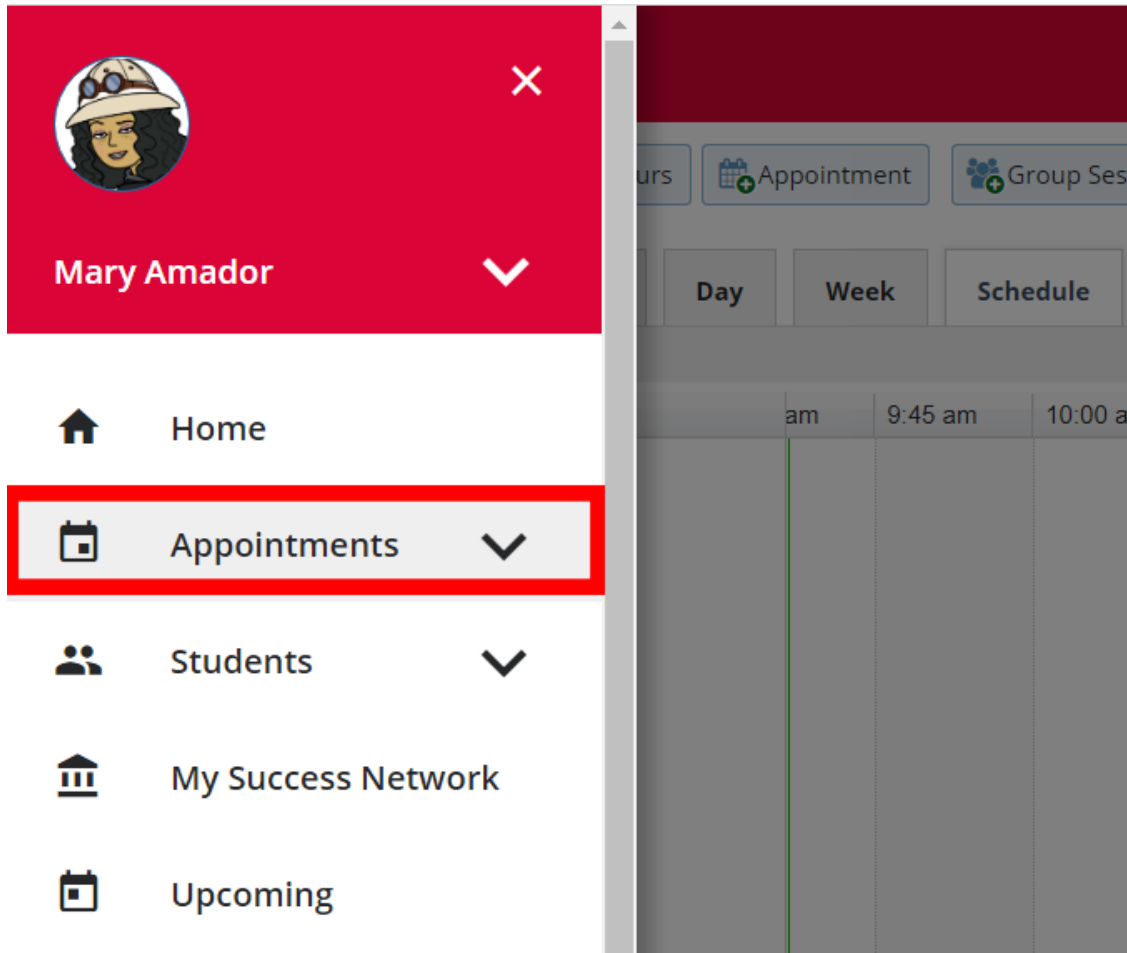 urs Appointment Group Ses
Mary Amador
Day Week Schedule
am 9:45 am 10:00 a
Home
Appointments
Students
My Success Network
Upcoming